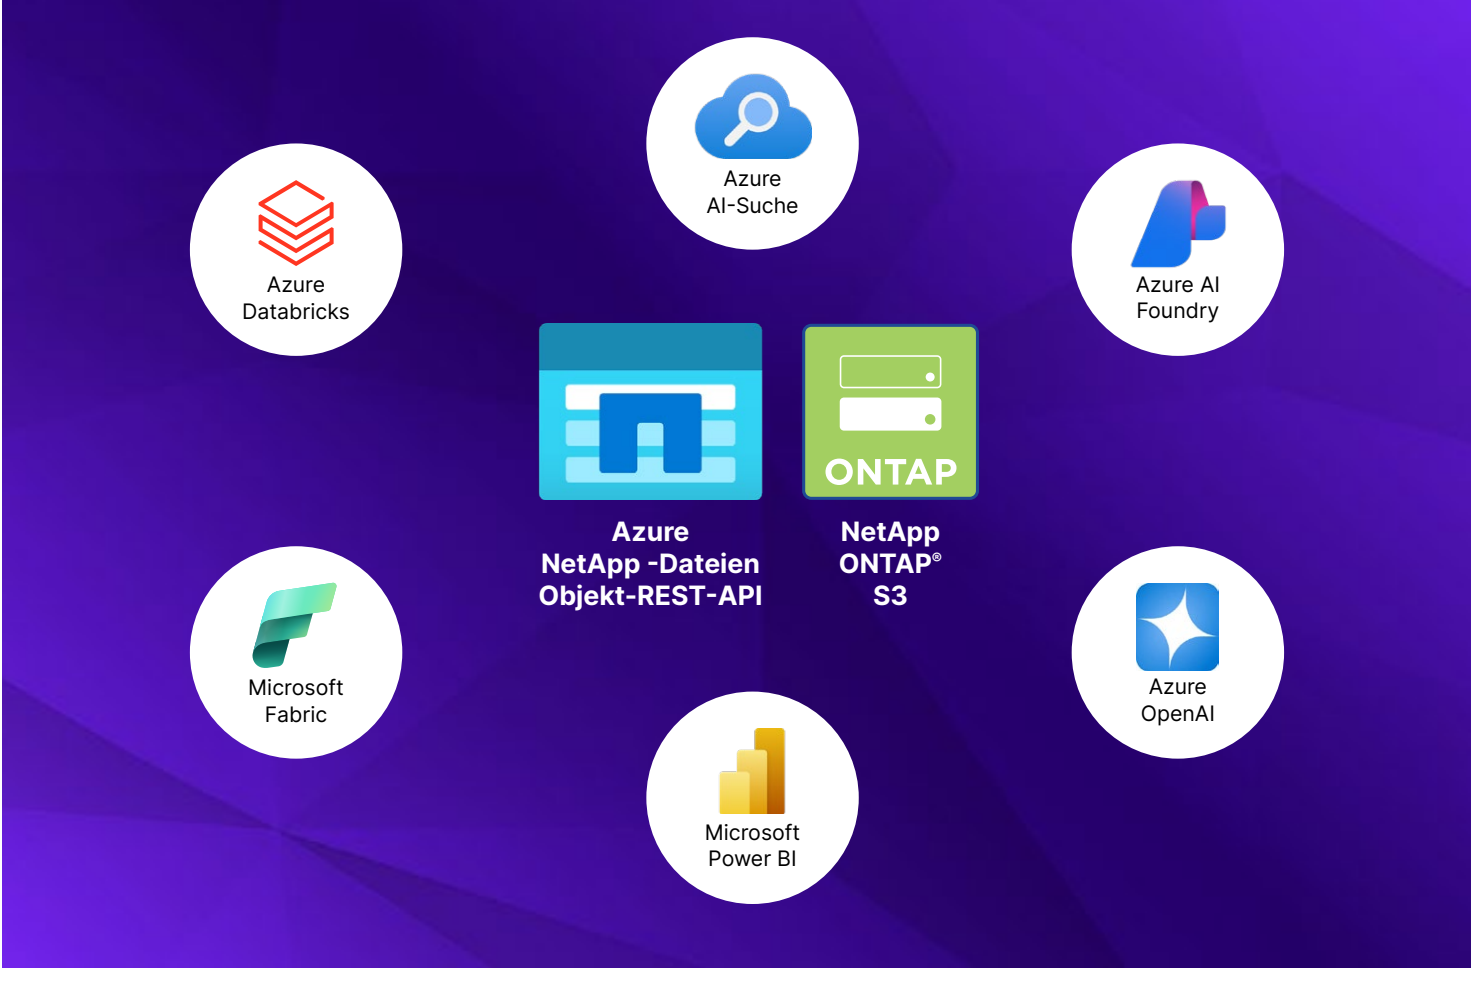 Azure
AI-Suche
Azure
Databricks
Azure AI
Foundry
ONTAP
Azure
NetApp -Dateien
Objekt-REST-API
NetApp
ONTAP®
S3
Microsoft
Fabric
Azure
OpenAI
Microsoft
Power BI